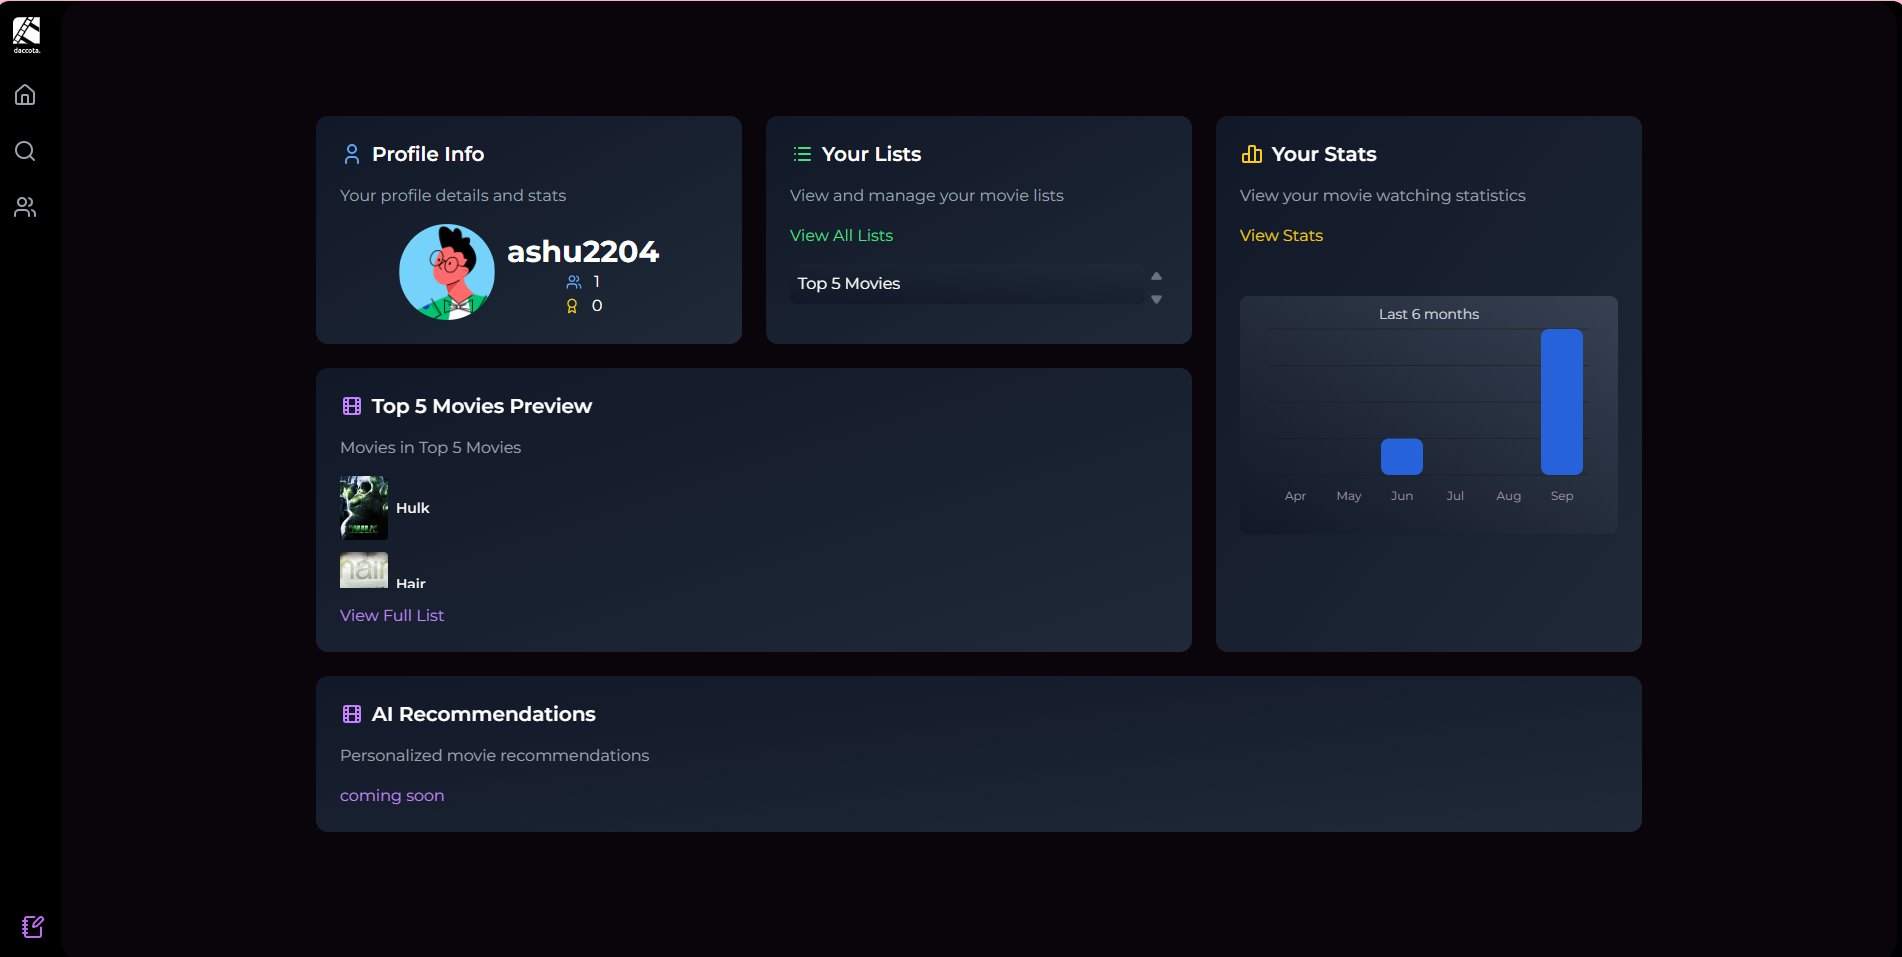 daccota.
Profile Info
Your profile details and stats
ashu2204
1
0
Your Lists
View and manage your movie lists
View All Lists
Top 5 Movies
Your Stats
View your movie watching statistics
View Stats
Last 6 months
Apr May Jun Jul Aug Sep
Top 5 Movies Preview
Movies in Top 5 Movies
HULK
Hulk
hair
Hair
View Full List
AI Recommendations
Personalized movie recommendations
coming soon